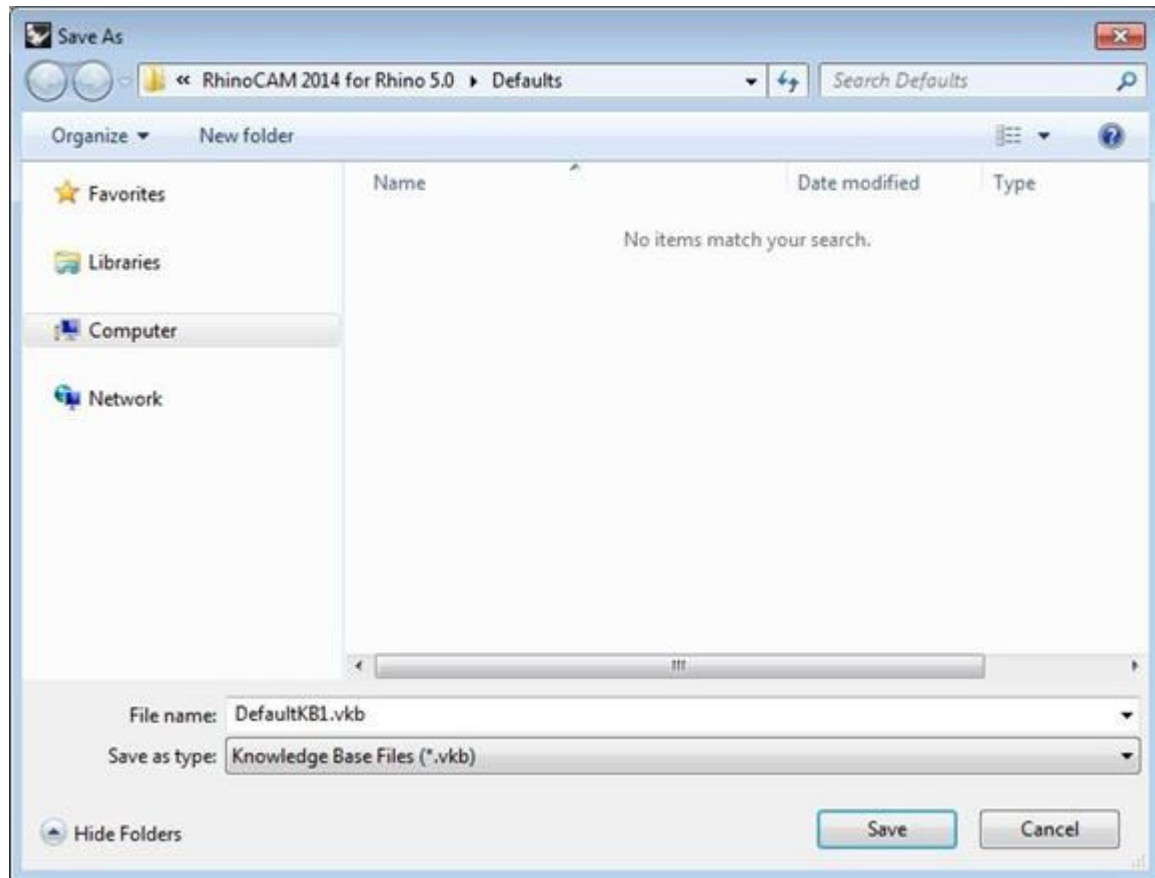 Save As
« RhinoCAM 2014 for Rhino 5.0 ▸ Defaults Search Defaults
Organize ▾ New folder
Name Date modified Type
Favorites
No items match your search.
Libraries
Computer
Network
File name: DefaultKB1.vkb
Save as type: Knowledge Base Files (*.vkb)
Hide Folders Save Cancel